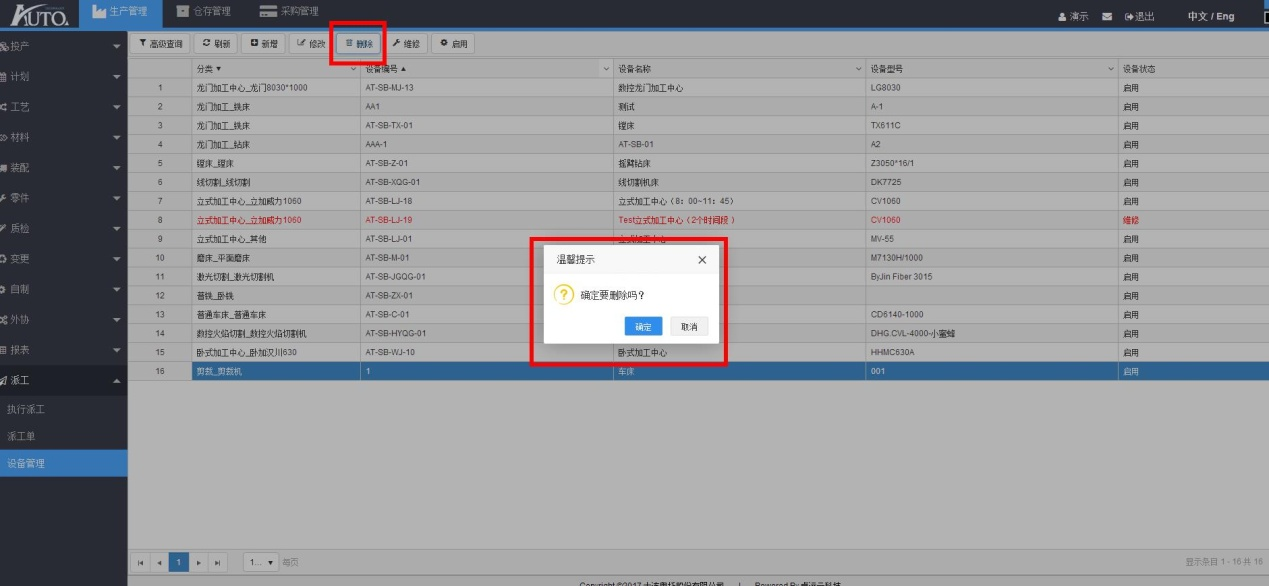 AUTO.
生产管理
仓存管理
采购管理
演示
退出
中文 / Eng
投产
计划
工艺
材料
装配
零件
质检
变更
自制
外协
报表
派工
执行派工
派工单
设备管理
高级查询 刷新 新增 修改 删除 维修 启用
分类 设备编号 设备名称 设备型号 设备状态
1 龙门加工中心_龙门8030*1000 AT-SB-MJ-13 数控龙门加工中心 LG8030 启用
2 龙门加工_铣床 AA1 测试 A-1 启用
3 龙门加工_铣床 AT-SB-TX-01 镗床 TX611C 启用
4 龙门加工_钻床 AAA-1 AT-SB-01 A2 启用
5 镗床_镗床 AT-SB-Z-01 摇臂钻床 Z3050*16/1 启用
6 线切割_线切割 AT-SB-XQG-01 线切割机床 DK7725 启用
7 立式加工中心_立加威力1060 AT-SB-LJ-18 立式加工中心（8：00~11：45） CV1060 启用
8 立式加工中心_立加威力1060 AT-SB-LJ-19 Test立式加工中心（2个时间段） CV1060 维修
9 立式加工中心_其他 AT-SB-LJ-01 立式加工中心 MV-55 启用
10 磨床_平面磨床 AT-SB-M-01 M7130H/1000 启用
11 激光切割_激光切割机 AT-SB-JGQG-01 ByJin Fiber 3015 启用
12 普铣_卧铣 AT-SB-ZX-01 启用
13 普通车床_普通车床 AT-SB-C-01 CD6140-1000 启用
14 数控火焰切割_数控火焰切割机 AT-SB-HYQG-01 DHG.CVL-4000-小蜜蜂 启用
15 卧式加工中心_卧加汉川630 AT-SB-WJ-10 卧式加工中心 HHMC630A 启用
16 剪裁_剪裁机 1 车床 001 启用
温馨提示
确定要删除吗？
确定 取消
1 1... 每页
显示条目 1 - 16 共 16
Copyright ©2017
Powered By